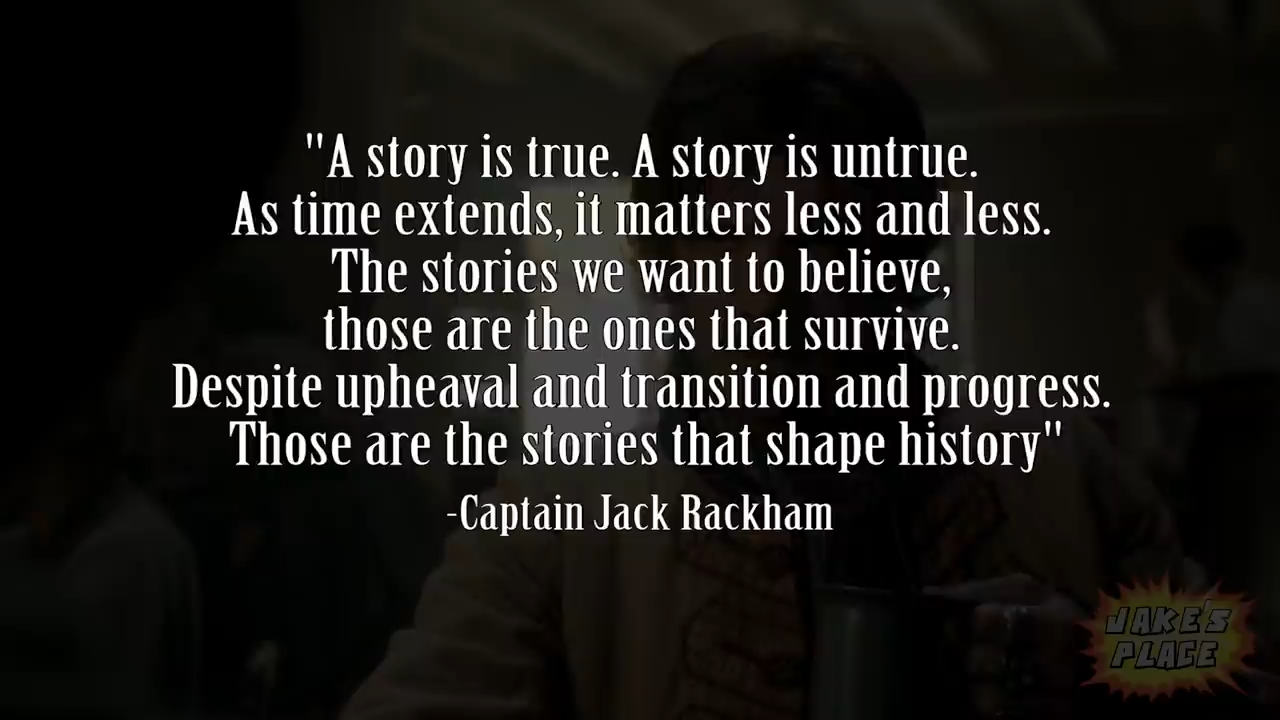 "A story is true. A story is untrue.
As time extends, it matters less and less.
The stories we want to believe,
those are the ones that survive.
Despite upheaval and transition and progress.
Those are the stories that shape history"
-Captain Jack Rackham
JAKE'S
PLACE